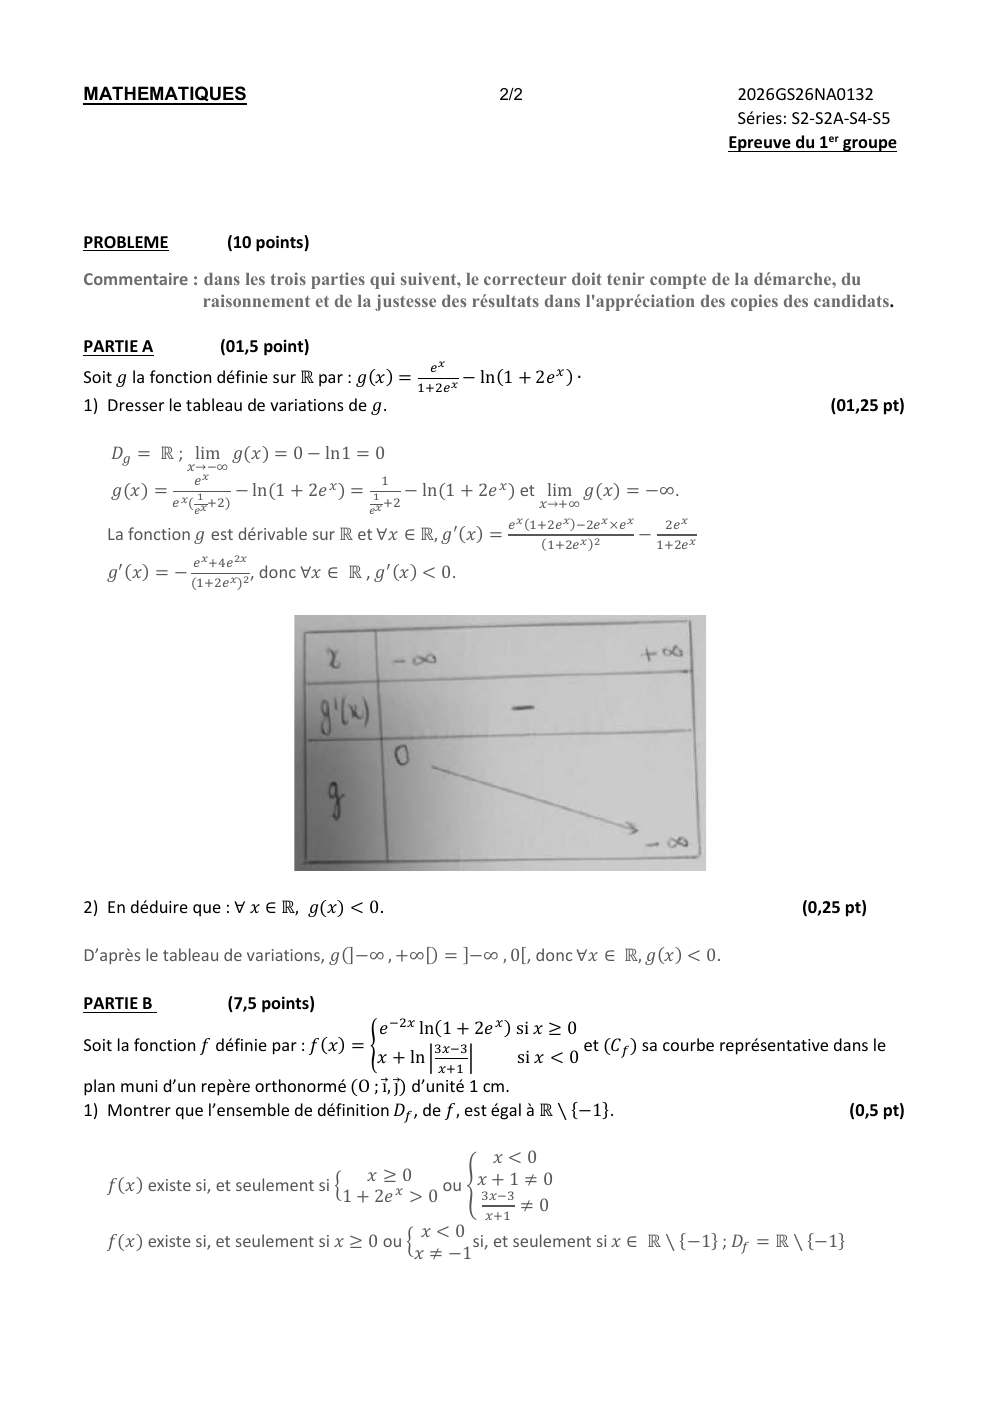 MATHEMATIQUES 2/2 2026GS26NA0132
Séries: S2-S2A-S4-S5
Epreuve du 1er groupe
PROBLEME (10 points)
Commentaire : dans les trois parties qui suivent, le correcteur doit tenir compte de la démarche, du
raisonnement et de la justesse des résultats dans l'appréciation des copies des candidats.
PARTIE A (01,5 point)
Soit g la fonction définie sur ℝ par : g(x) = e^x/(1+2e^x) − ln(1 + 2e^x) ·
1) Dresser le tableau de variations de g. (01,25 pt)
D_g = ℝ ; lim_{x→−∞} g(x) = 0 − ln1 = 0
g(x) = e^x/(e^x(1/e^x+2)) − ln(1 + 2e^x) = 1/(1/e^x+2) − ln(1 + 2e^x) et lim_{x→+∞} g(x) = −∞.
La fonction g est dérivable sur ℝ et ∀x ∈ ℝ, g′(x) = (e^x(1+2e^x)−2e^x×e^x)/(1+2e^x)^2 − 2e^x/(1+2e^x)
g′(x) = − (e^x+4e^{2x})/(1+2e^x)^2, donc ∀x ∈ ℝ , g′(x) < 0.
x −∞ +∞
g'(x) −
g 0 −∞
2) En déduire que : ∀ x ∈ ℝ, g(x) < 0. (0,25 pt)
D’après le tableau de variations, g(]−∞ , +∞[) = ]−∞ , 0[, donc ∀x ∈ ℝ, g(x) < 0.
PARTIE B (7,5 points)
Soit la fonction f définie par : f(x) = { e^{−2x} ln(1 + 2e^x) si x ≥ 0
x + ln |(3x−3)/(x+1)| si x < 0 et (C_f) sa courbe représentative dans le
plan muni d’un repère orthonormé (O ; i⃗, j⃗) d’unité 1 cm.
1) Montrer que l’ensemble de définition D_f, de f, est égal à ℝ ∖ {−1}. (0,5 pt)
f(x) existe si, et seulement si { x ≥ 0
1 + 2e^x > 0 ou { x < 0
x + 1 ≠ 0
(3x−3)/(x+1) ≠ 0
f(x) existe si, et seulement si x ≥ 0 ou { x < 0
x ≠ −1 si, et seulement si x ∈ ℝ ∖ {−1} ; D_f = ℝ ∖ {−1}